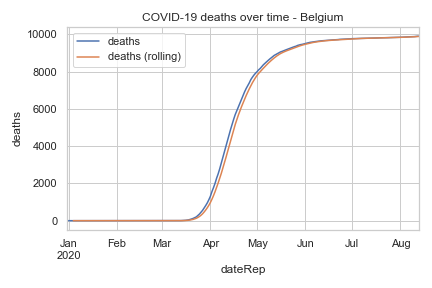 COVID-19 deaths over time - Belgium
deaths
deaths (rolling)
10000
8000
6000
4000
2000
0
deaths
Jan Feb Mar Apr May Jun Jul Aug
2020
dateRep